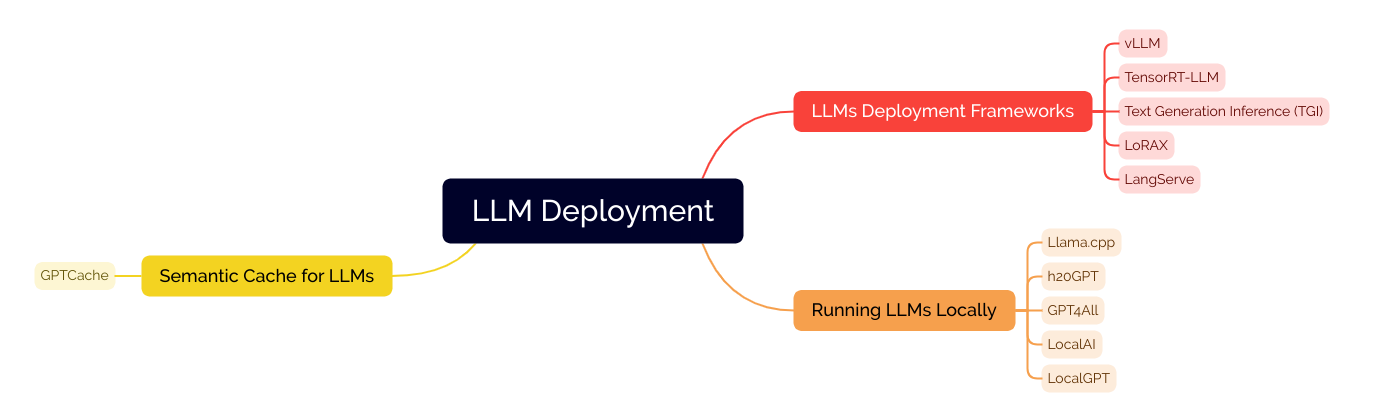 LLM Deployment
LLMs Deployment Frameworks
vLLM
TensorRT-LLM
Text Generation Inference (TGI)
LoRAX
LangServe
Running LLMs Locally
Llama.cpp
h2oGPT
GPT4All
LocalAI
LocalGPT
Semantic Cache for LLMs
GPTCache